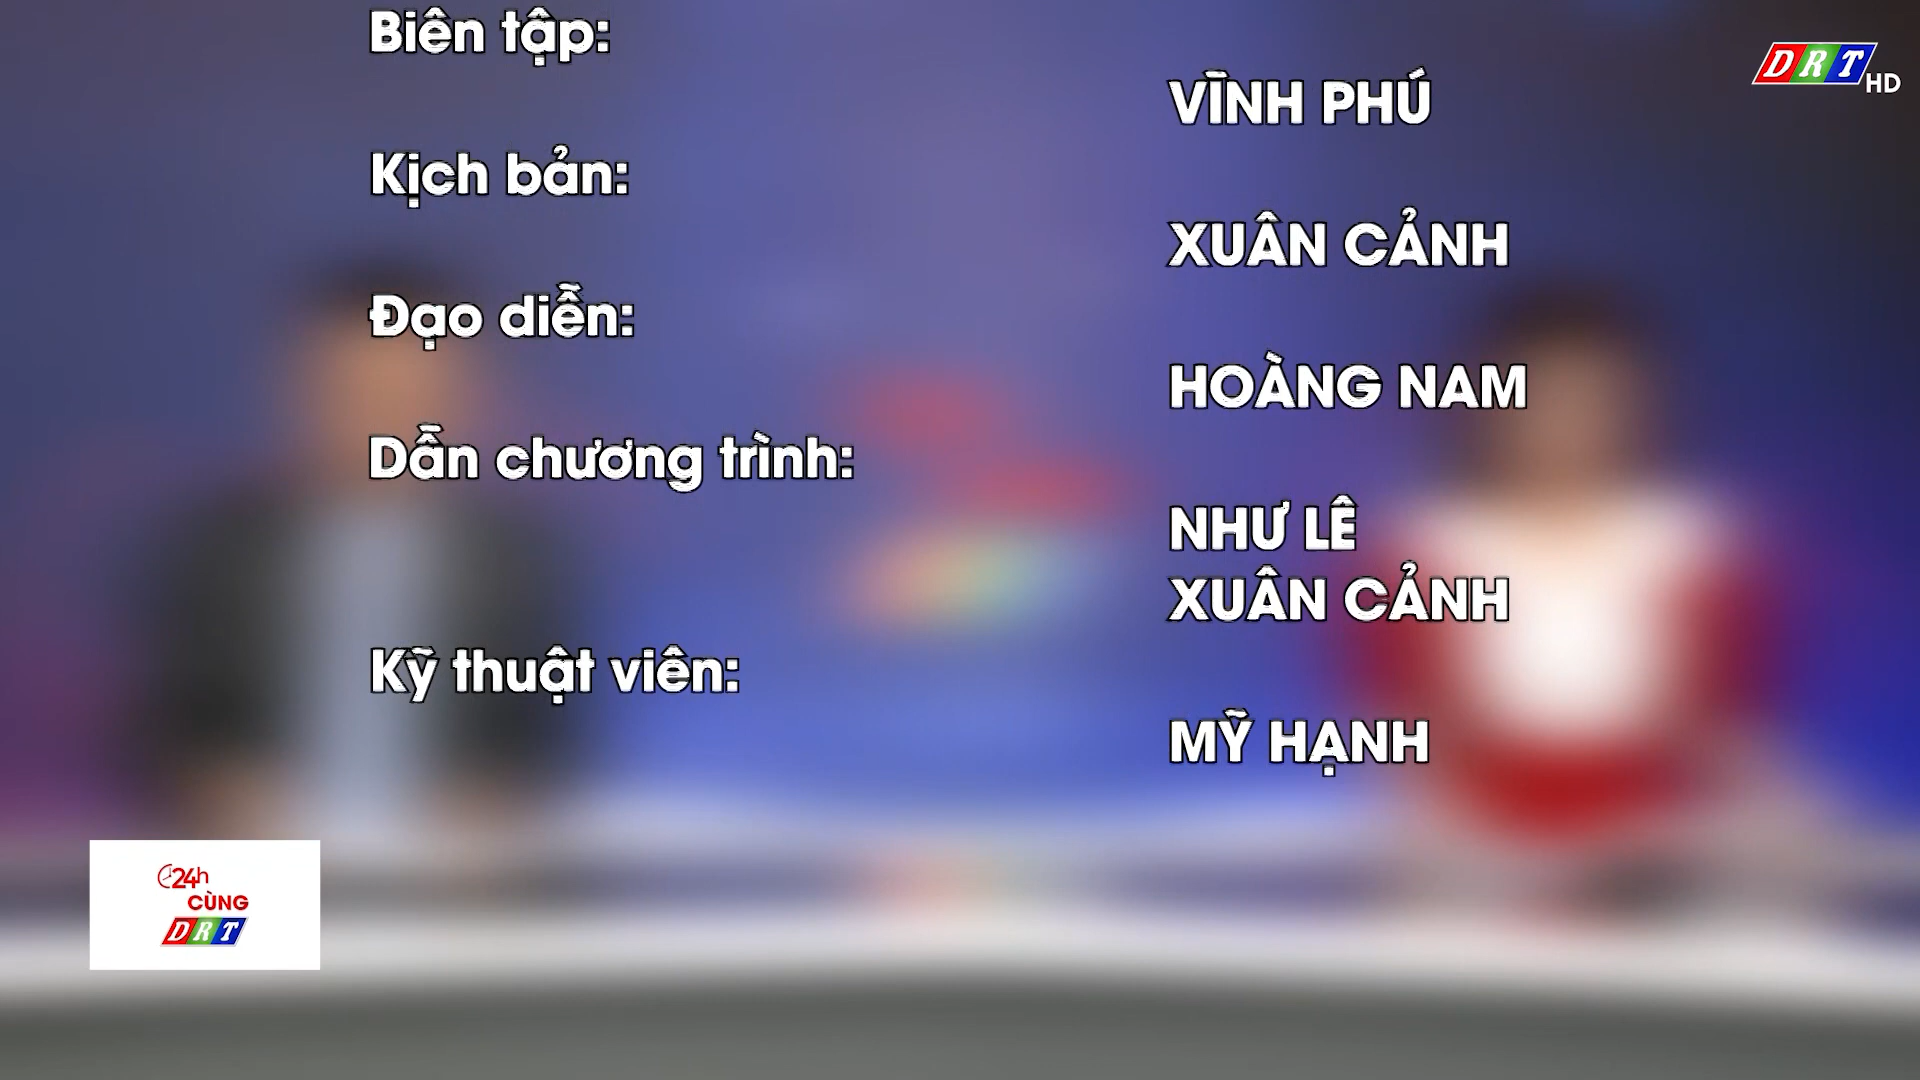 Biên tập:
DRT HD
VĨNH PHÚ
Kịch bản:
XUÂN CẢNH
Đạo diễn:
HOÀNG NAM
Dẫn chương trình:
NHƯ LÊ
XUÂN CẢNH
Kỹ thuật viên:
MỸ HẠNH
24h
CÙNG
DRT